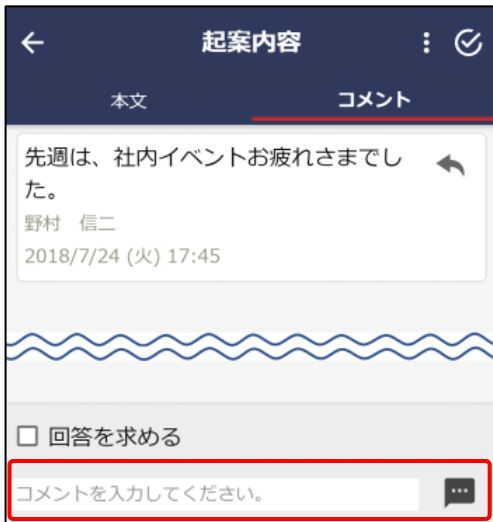 起案内容
本文 コメント
先週は、社内イベントお疲れさまでし
た。
野村 信二
2018/7/24 (火) 17:45
回答を求める
コメントを入力してください。